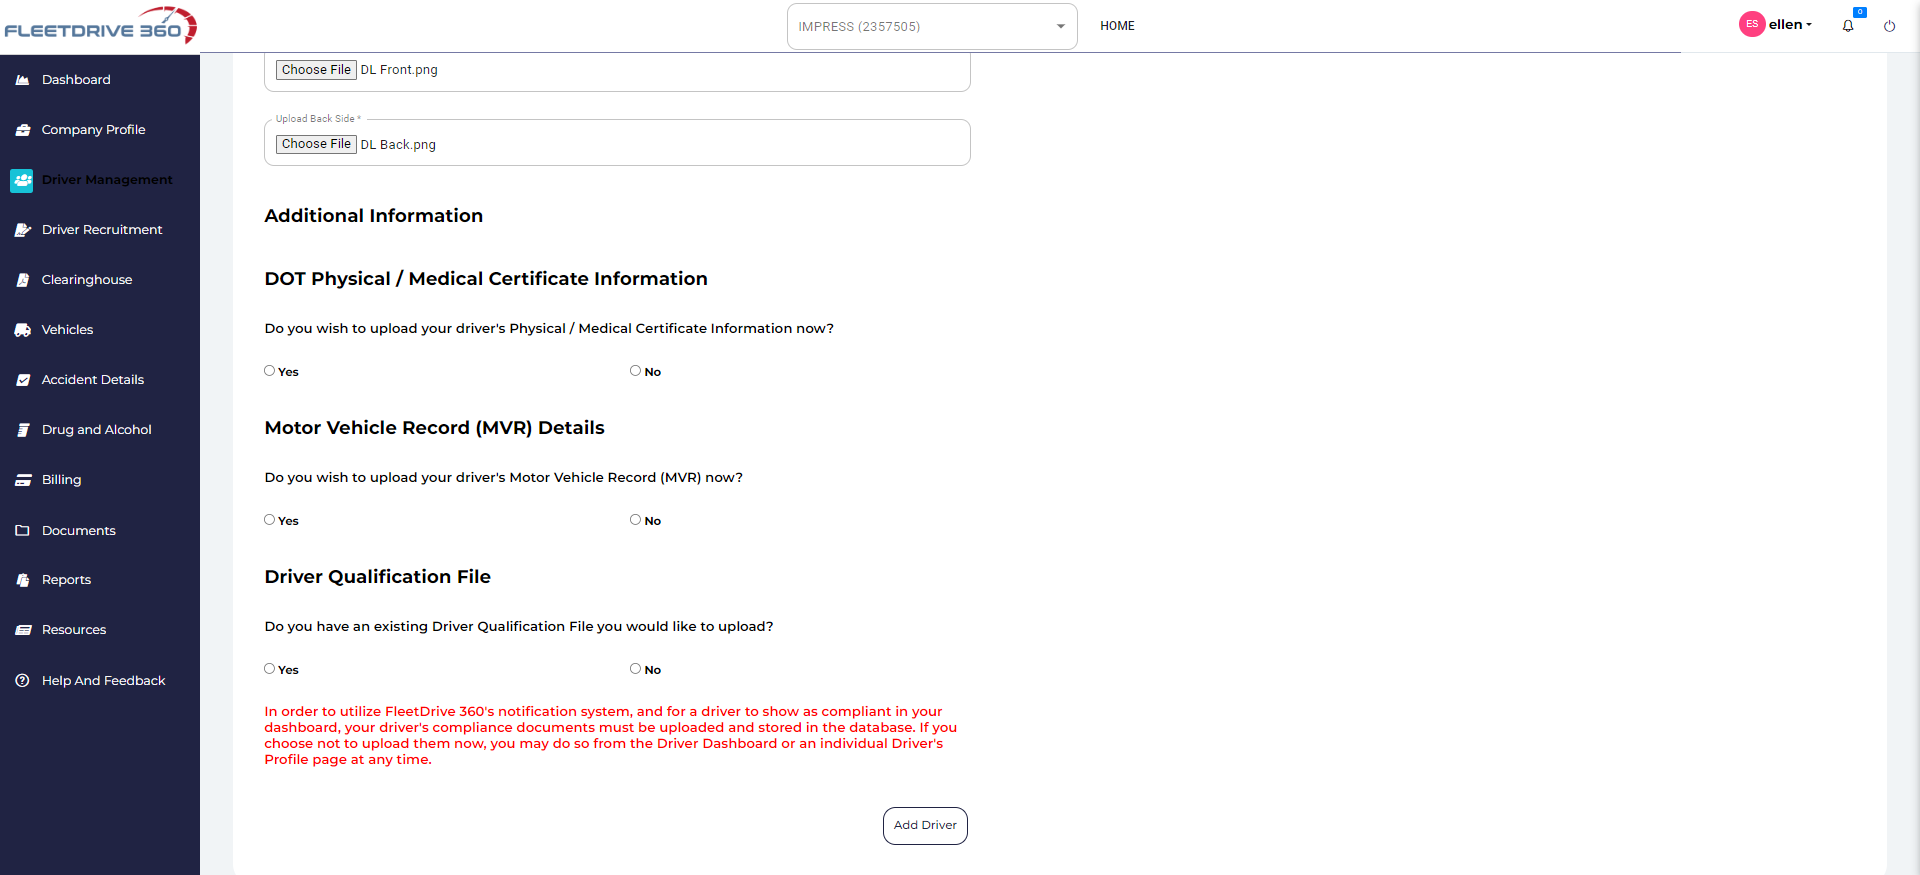 FLEETDRIVE 360
IMPRESS (2357505)
HOME
ES
ellen
0
Dashboard
Company Profile
Driver Management
Driver Recruitment
Clearinghouse
Vehicles
Accident Details
Drug and Alcohol
Billing
Documents
Reports
Resources
Help And Feedback
Choose File DL Front.png
Upload Back Side *
Choose File DL Back.png
Additional Information
DOT Physical / Medical Certificate Information
Do you wish to upload your driver's Physical / Medical Certificate Information now?
Yes No
Motor Vehicle Record (MVR) Details
Do you wish to upload your driver's Motor Vehicle Record (MVR) now?
Yes No
Driver Qualification File
Do you have an existing Driver Qualification File you would like to upload?
Yes No
In order to utilize FleetDrive 360's notification system, and for a driver to show as compliant in your
dashboard, your driver's compliance documents must be uploaded and stored in the database. If you
choose not to upload them now, you may do so from the Driver Dashboard or an individual Driver's
Profile page at any time.
Add Driver